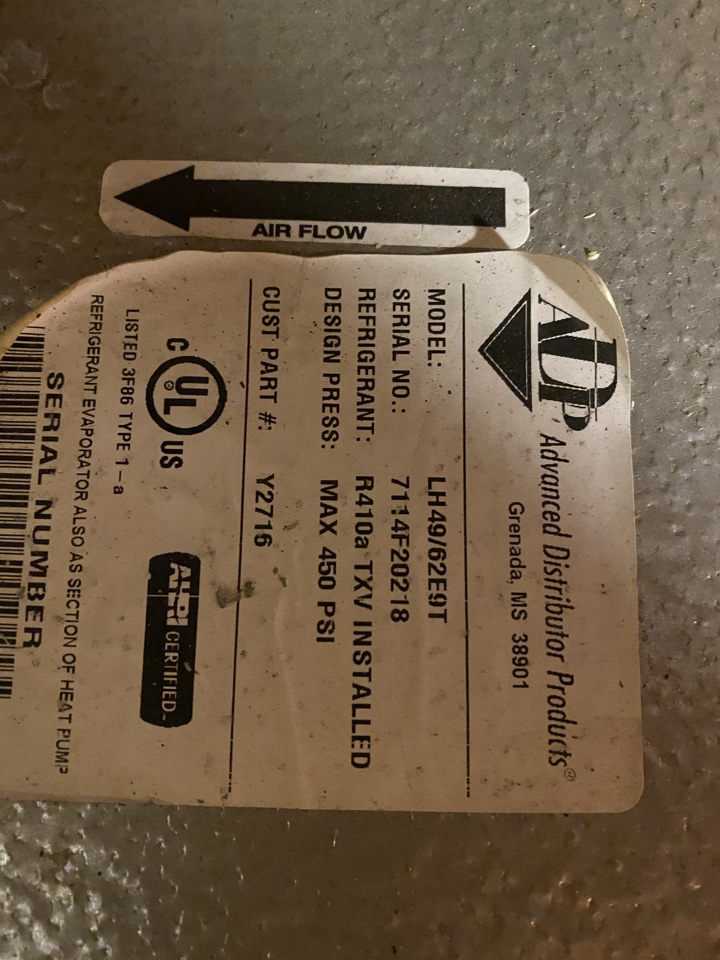 AIR FLOW
ADP
Advanced Distributor Products®
Grenada, MS 38901
MODEL: LH49/62E9T
SERIAL NO.: 7114F20218
REFRIGERANT: R410a TXV INSTALLED
DESIGN PRESS: MAX 450 PSI
CUST PART #: Y2716
C UL US
®
AHRI CERTIFIED
LISTED 3F86 TYPE 1-a
REFRIGERANT EVAPORATOR ALSO AS SECTION OF HEAT PUMP
SERIAL NUMBER